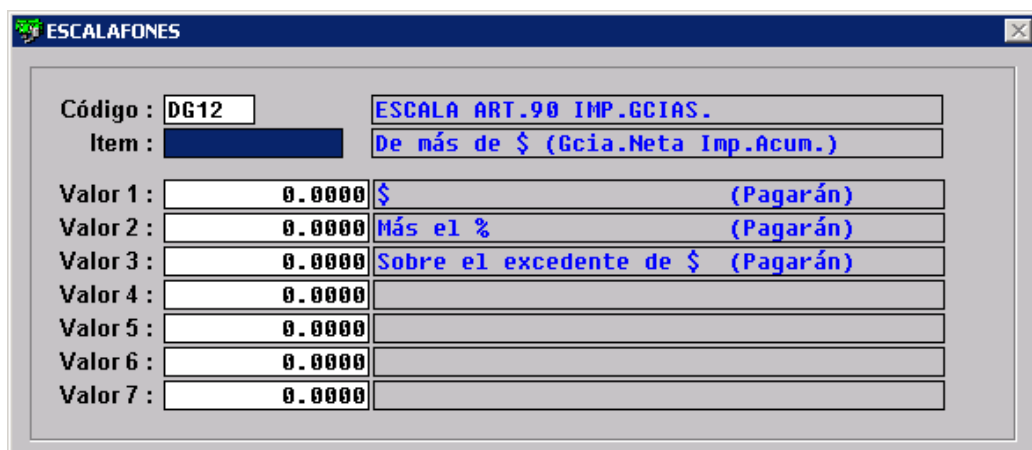 ESCALAFONES
Código : DG12 ESCALA ART.90 IMP.GCIAS.
Item : De más de $ (Gcia.Neta Imp.Acum.)
Valor 1 : 0.0000 $ (Pagarán)
Valor 2 : 0.0000 Más el % (Pagarán)
Valor 3 : 0.0000 Sobre el excedente de $ (Pagarán)
Valor 4 : 0.0000
Valor 5 : 0.0000
Valor 6 : 0.0000
Valor 7 : 0.0000